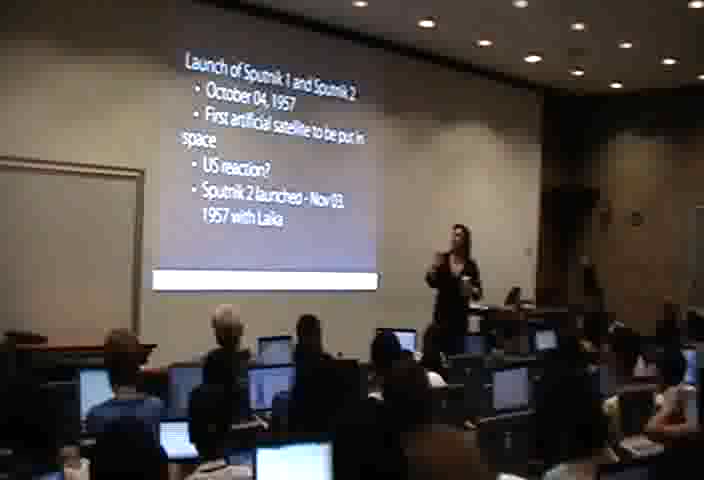 Launch of Sputnik 1 and Sputnik 2
• October 04, 1957
• First artificial satellite to be put in
space
• US reaction?
• Sputnik 2 launched - Nov 03,
1957 with Laika